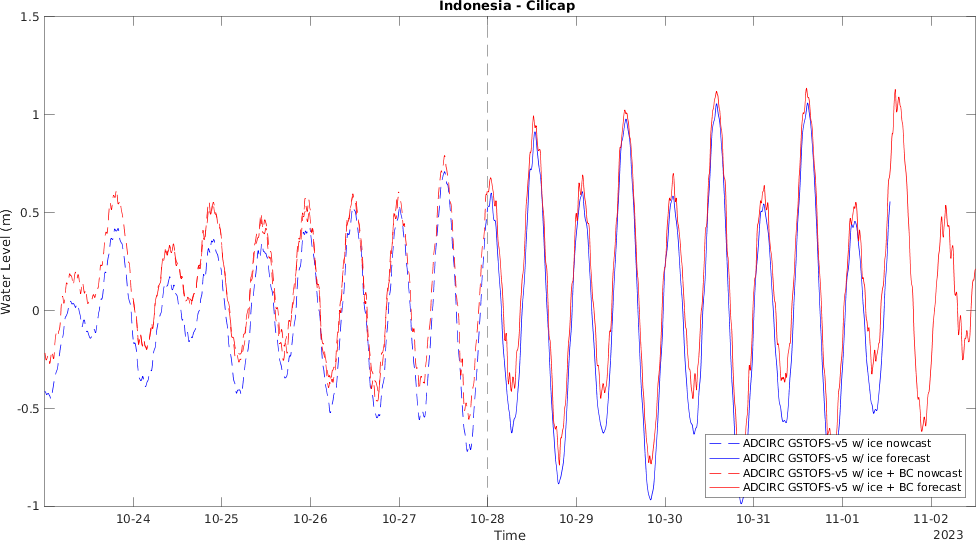 Indonesia - Cilicap
1.5
1
0.5
0
-0.5
-1
Water Level (m)
ADCIRC GSTOFS-v5 w/ ice nowcast
ADCIRC GSTOFS-v5 w/ ice forecast
ADCIRC GSTOFS-v5 w/ ice + BC nowcast
ADCIRC GSTOFS-v5 w/ ice + BC forecast
10-24 10-25 10-26 10-27 10-28 10-29 10-30 10-31 11-01 11-02
Time
2023